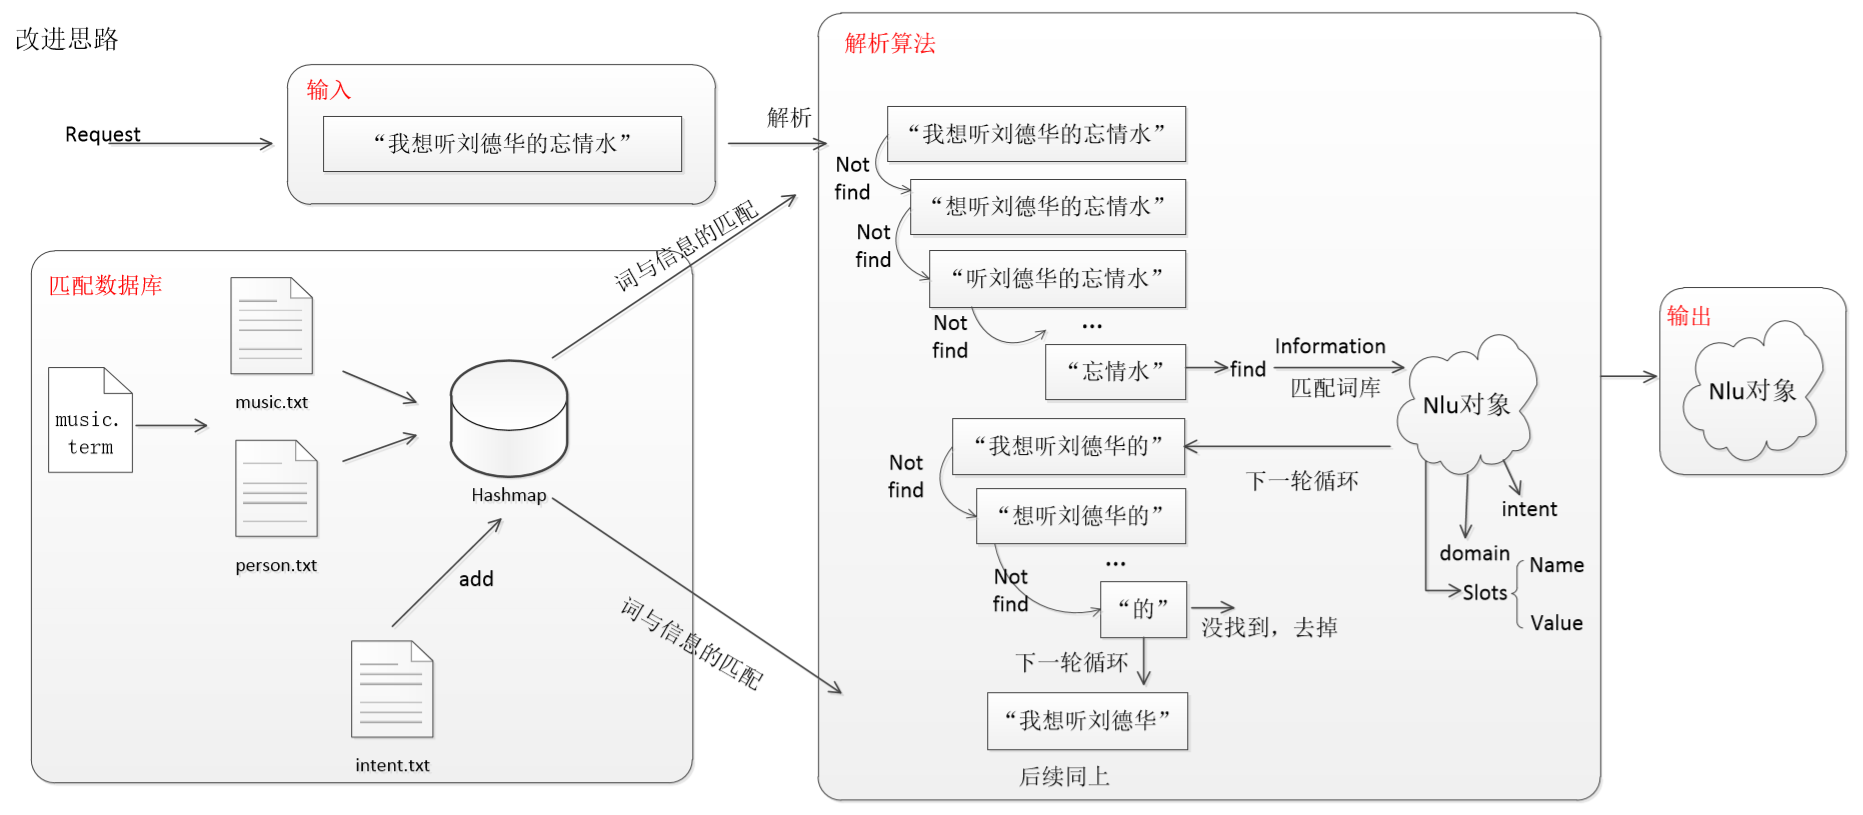 改进思路
Request
输入
“我想听刘德华的忘情水”
解析
匹配数据库
music.
term
music.txt
person.txt
Hashmap
add
intent.txt
词与信息的匹配
词与信息的匹配
解析算法
“我想听刘德华的忘情水”
Not
find
“想听刘德华的忘情水”
Not
find
“听刘德华的忘情水”
Not
find
...
“忘情水”
find
Information
匹配词库
Nlu对象
intent
domain
Slots
Name
Value
下一轮循环
“我想听刘德华的”
Not
find
“想听刘德华的”
...
Not
find
“的”
没找到，去掉
下一轮循环
“我想听刘德华”
后续同上
输出
Nlu对象